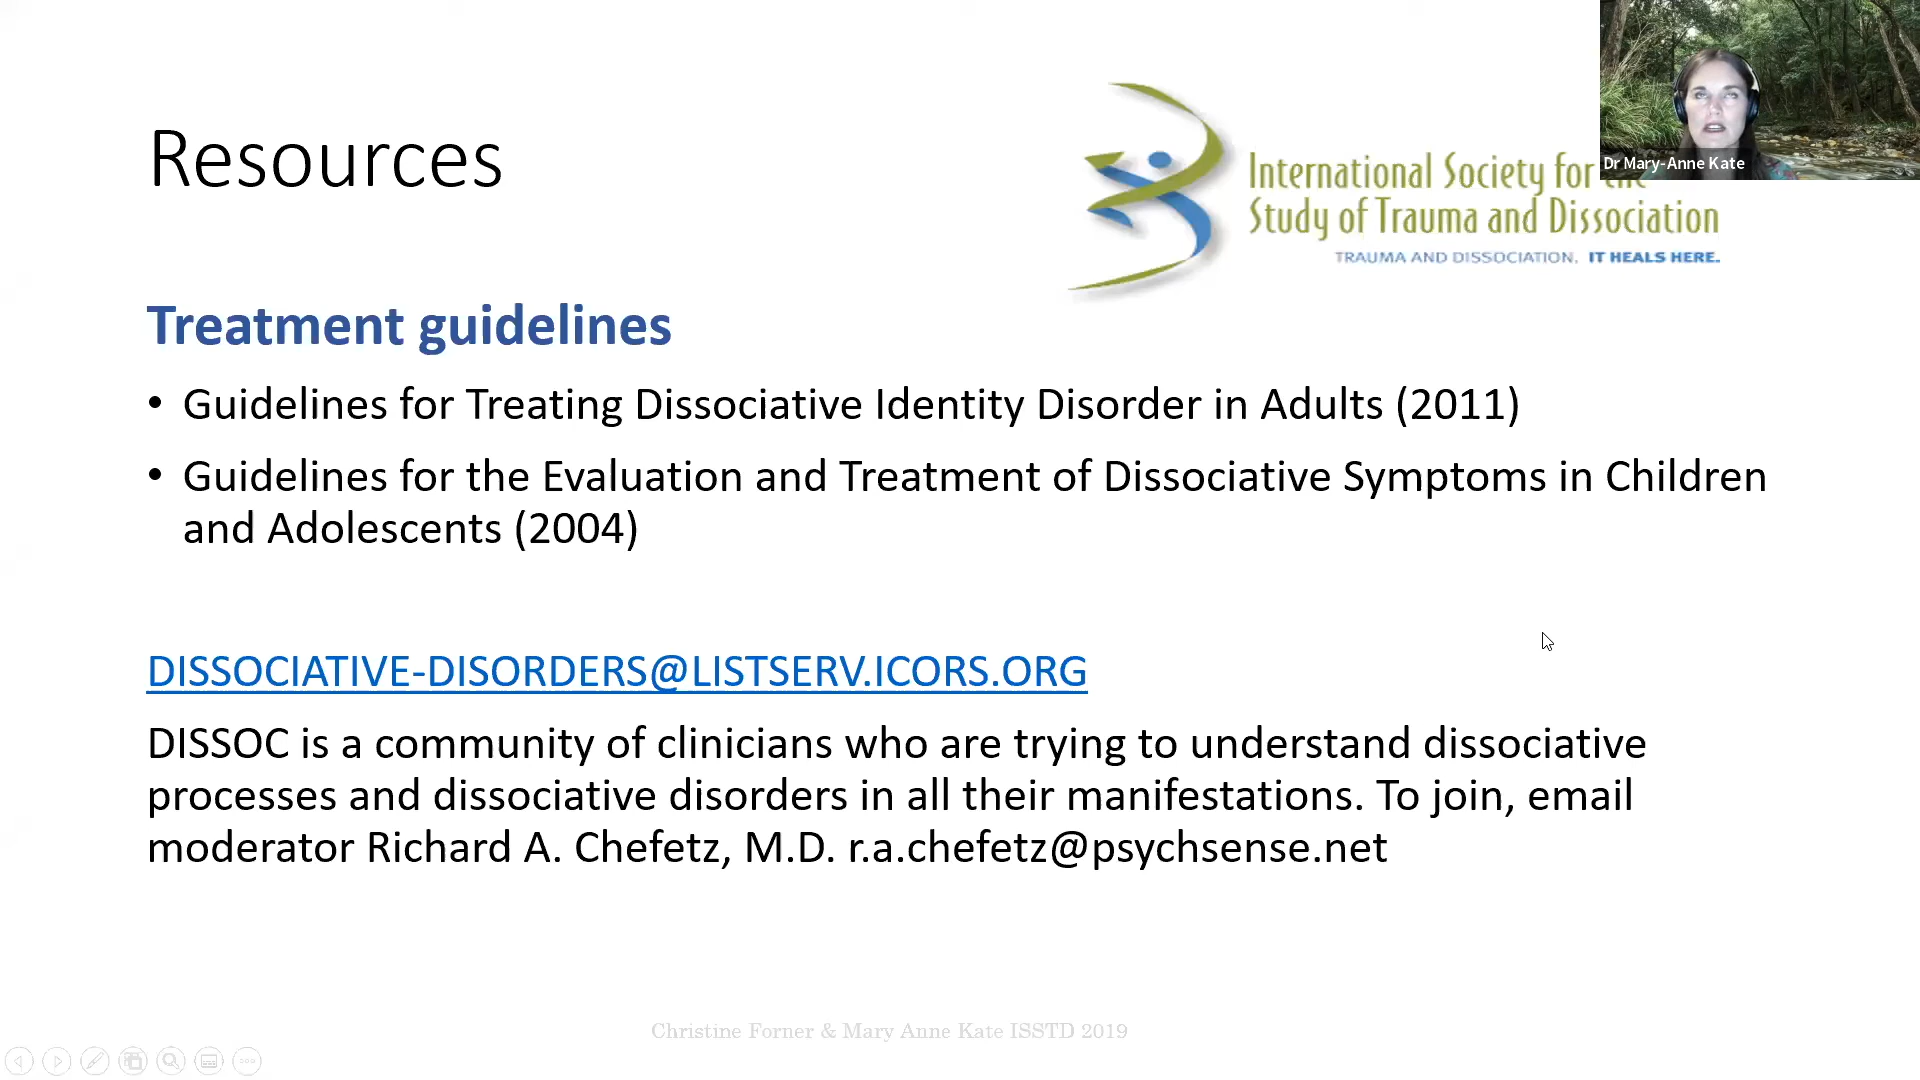 Resources
International Society for the
Study of Trauma and Dissociation
TRAUMA AND DISSOCIATION. IT HEALS HERE.
Dr Mary-Anne Kate
Treatment guidelines
• Guidelines for Treating Dissociative Identity Disorder in Adults (2011)
• Guidelines for the Evaluation and Treatment of Dissociative Symptoms in Children
and Adolescents (2004)
DISSOCIATIVE-DISORDERS@LISTSERV.ICORS.ORG
DISSOC is a community of clinicians who are trying to understand dissociative
processes and dissociative disorders in all their manifestations. To join, email
moderator Richard A. Chefetz, M.D. r.a.chefetz@psychsense.net
Christine Forner & Mary Anne Kate ISSTD 2019